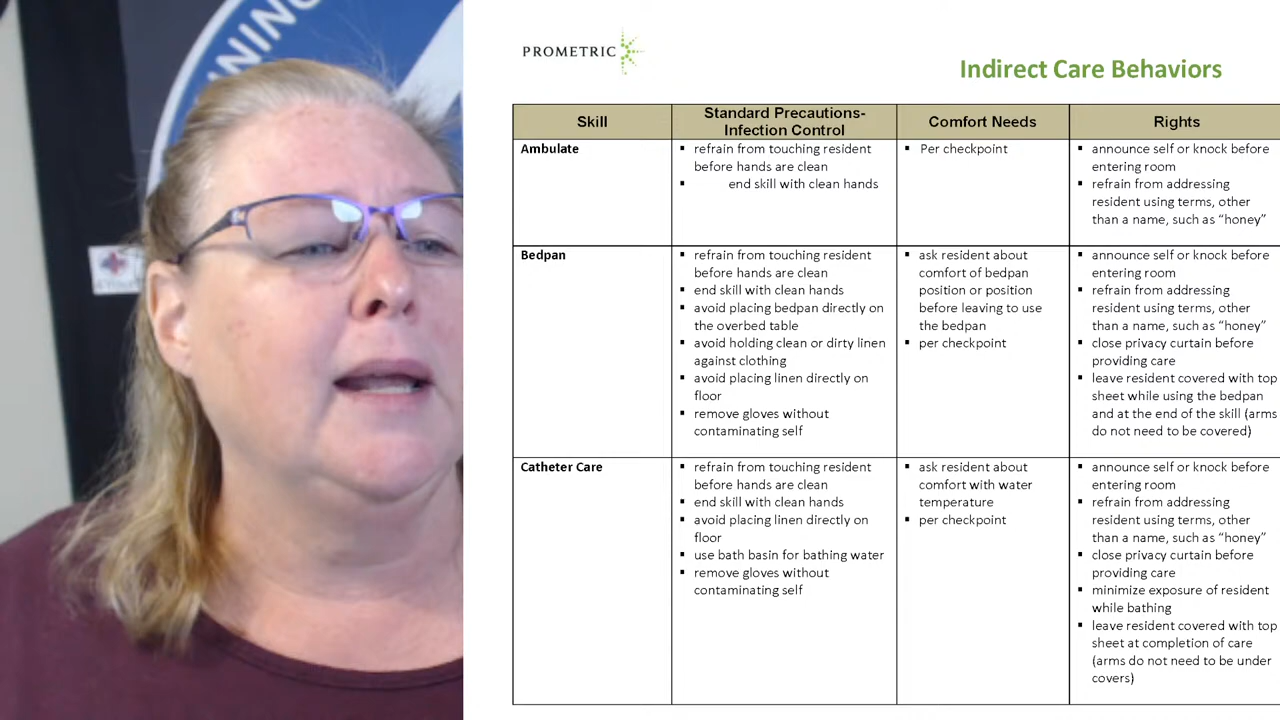 NING
PROMETRIC
Indirect Care Behaviors
Skill
Standard Precautions-
Infection Control
Comfort Needs
Rights
Ambulate
▪ refrain from touching resident
before hands are clean
▪ end skill with clean hands
▪ Per checkpoint
▪ announce self or knock before
entering room
▪ refrain from addressing
resident using terms, other
than a name, such as “honey”
Bedpan
▪ refrain from touching resident
before hands are clean
▪ end skill with clean hands
▪ avoid placing bedpan directly on
the overbed table
▪ avoid holding clean or dirty linen
against clothing
▪ avoid placing linen directly on
floor
▪ remove gloves without
contaminating self
▪ ask resident about
comfort of bedpan
position or position
before leaving to use
the bedpan
▪ per checkpoint
▪ announce self or knock before
entering room
▪ refrain from addressing
resident using terms, other
than a name, such as “honey”
▪ close privacy curtain before
providing care
▪ leave resident covered with top
sheet while using the bedpan
and at the end of the skill (arms
do not need to be covered)
Catheter Care
▪ refrain from touching resident
before hands are clean
▪ end skill with clean hands
▪ avoid placing linen directly on
floor
▪ use bath basin for bathing water
▪ remove gloves without
contaminating self
▪ ask resident about
comfort with water
temperature
▪ per checkpoint
▪ announce self or knock before
entering room
▪ refrain from addressing
resident using terms, other
than a name, such as “honey”
▪ close privacy curtain before
providing care
▪ minimize exposure of resident
while bathing
▪ leave resident covered with top
sheet at completion of care
(arms do not need to be under
covers)